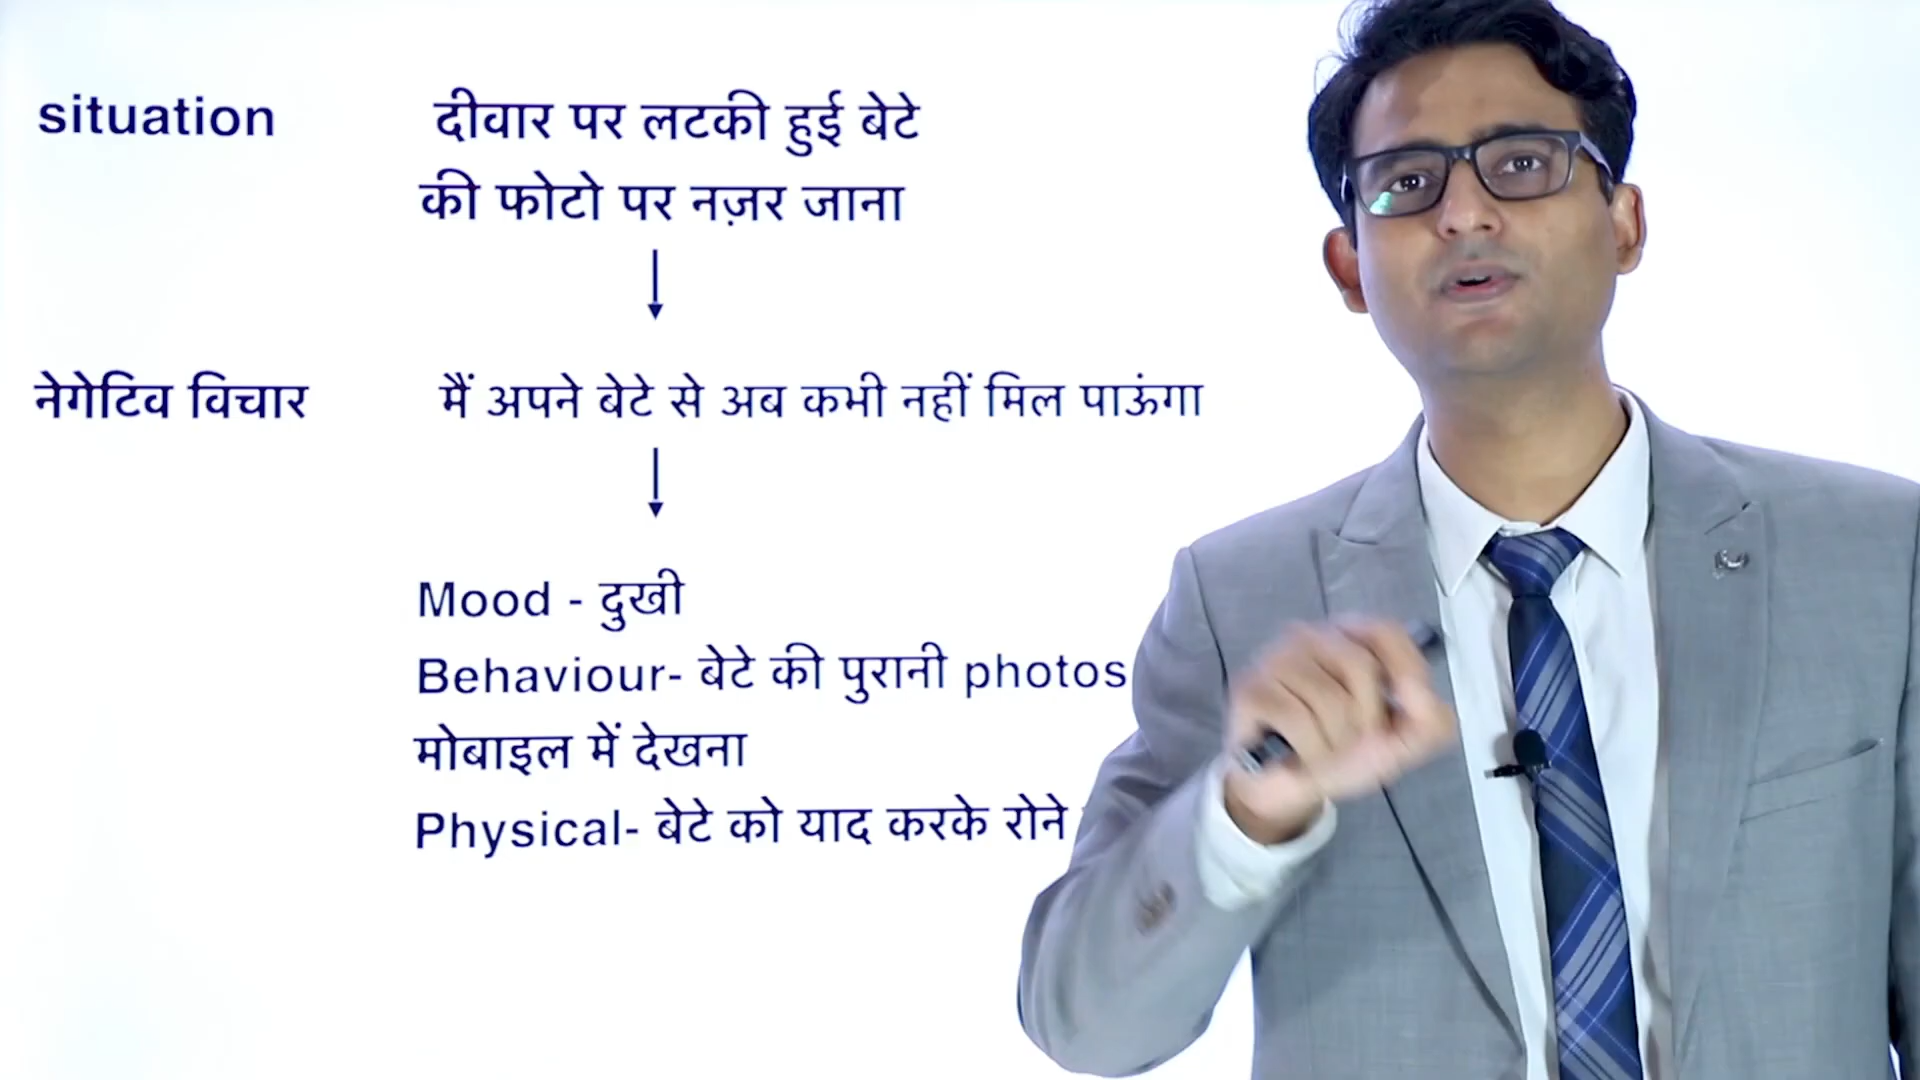 situation दीवार पर लटकी हुई बेटे
की फोटो पर नज़र जाना
नेगेटिव विचार मैं अपने बेटे से अब कभी नहीं मिल पाऊंगा
Mood - दुखी
Behaviour- बेटे की पुरानी photos
मोबाइल में देखना
Physical- बेटे को याद करके रोने